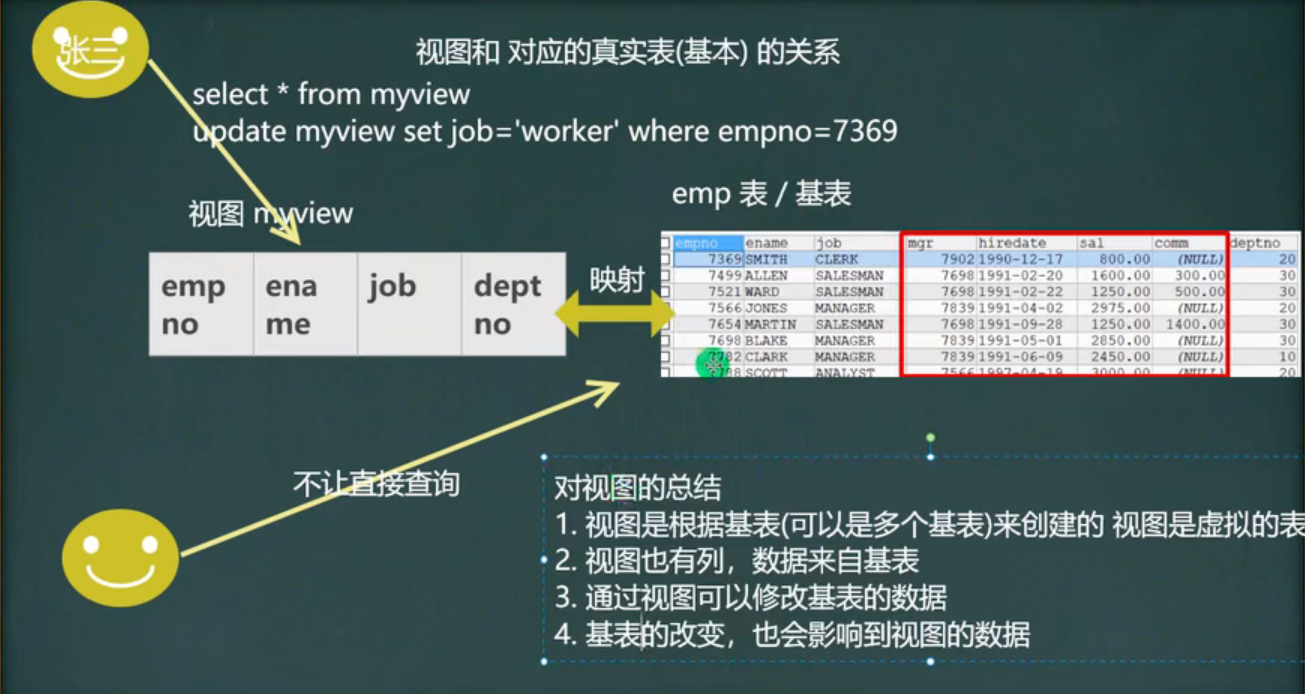 张三
视图和 对应的真实表(基本) 的关系
select * from myview
update myview set job='worker' where empno=7369
emp 表 / 基表
视图 myview
empno ename job mgr hiredate sal comm deptno
7369 SMITH CLERK 7902 1990-12-17 800.00 (NULL) 20
7499 ALLEN SALESMAN 7698 1991-02-20 1600.00 300.00 30
7521 WARD SALESMAN 7698 1991-02-22 1250.00 500.00 30
7566 JONES MANAGER 7839 1991-04-02 2975.00 (NULL) 20
7654 MARTIN SALESMAN 7698 1991-09-28 1250.00 1400.00 30
7698 BLAKE MANAGER 7839 1991-05-01 2850.00 (NULL) 30
7782 CLARK MANAGER 7839 1991-06-09 2450.00 (NULL) 10
SCOTT ANALYST 7566 1997-04-19 3000.00 (NULL) 20
emp ena job dept
no me no
映射
不让直接查询
对视图的总结
1. 视图是根据基表(可以是多个基表)来创建的 视图是虚拟的表
2. 视图也有列，数据来自基表
3. 通过视图可以修改基表的数据
4. 基表的改变，也会影响到视图的数据